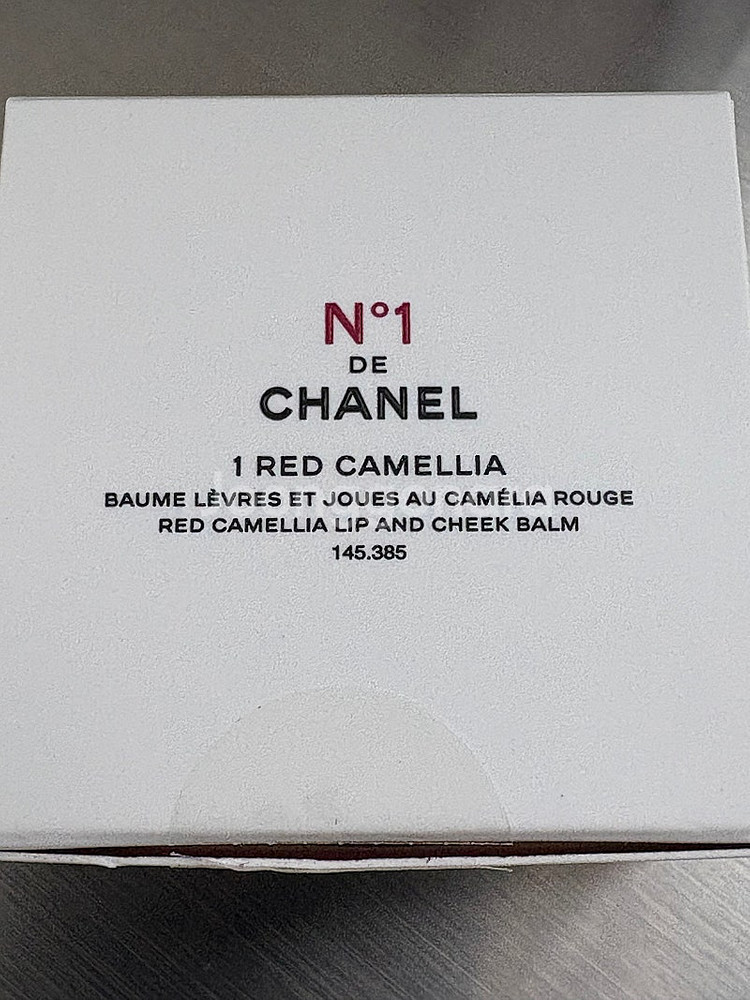 N°1
DE
CHANEL
1 RED CAMELLIA
BAUME LÈVRES ET JOUES AU CAMÉLIA ROUGE
RED CAMELLIA LIP AND CHEEK BALM
145.385